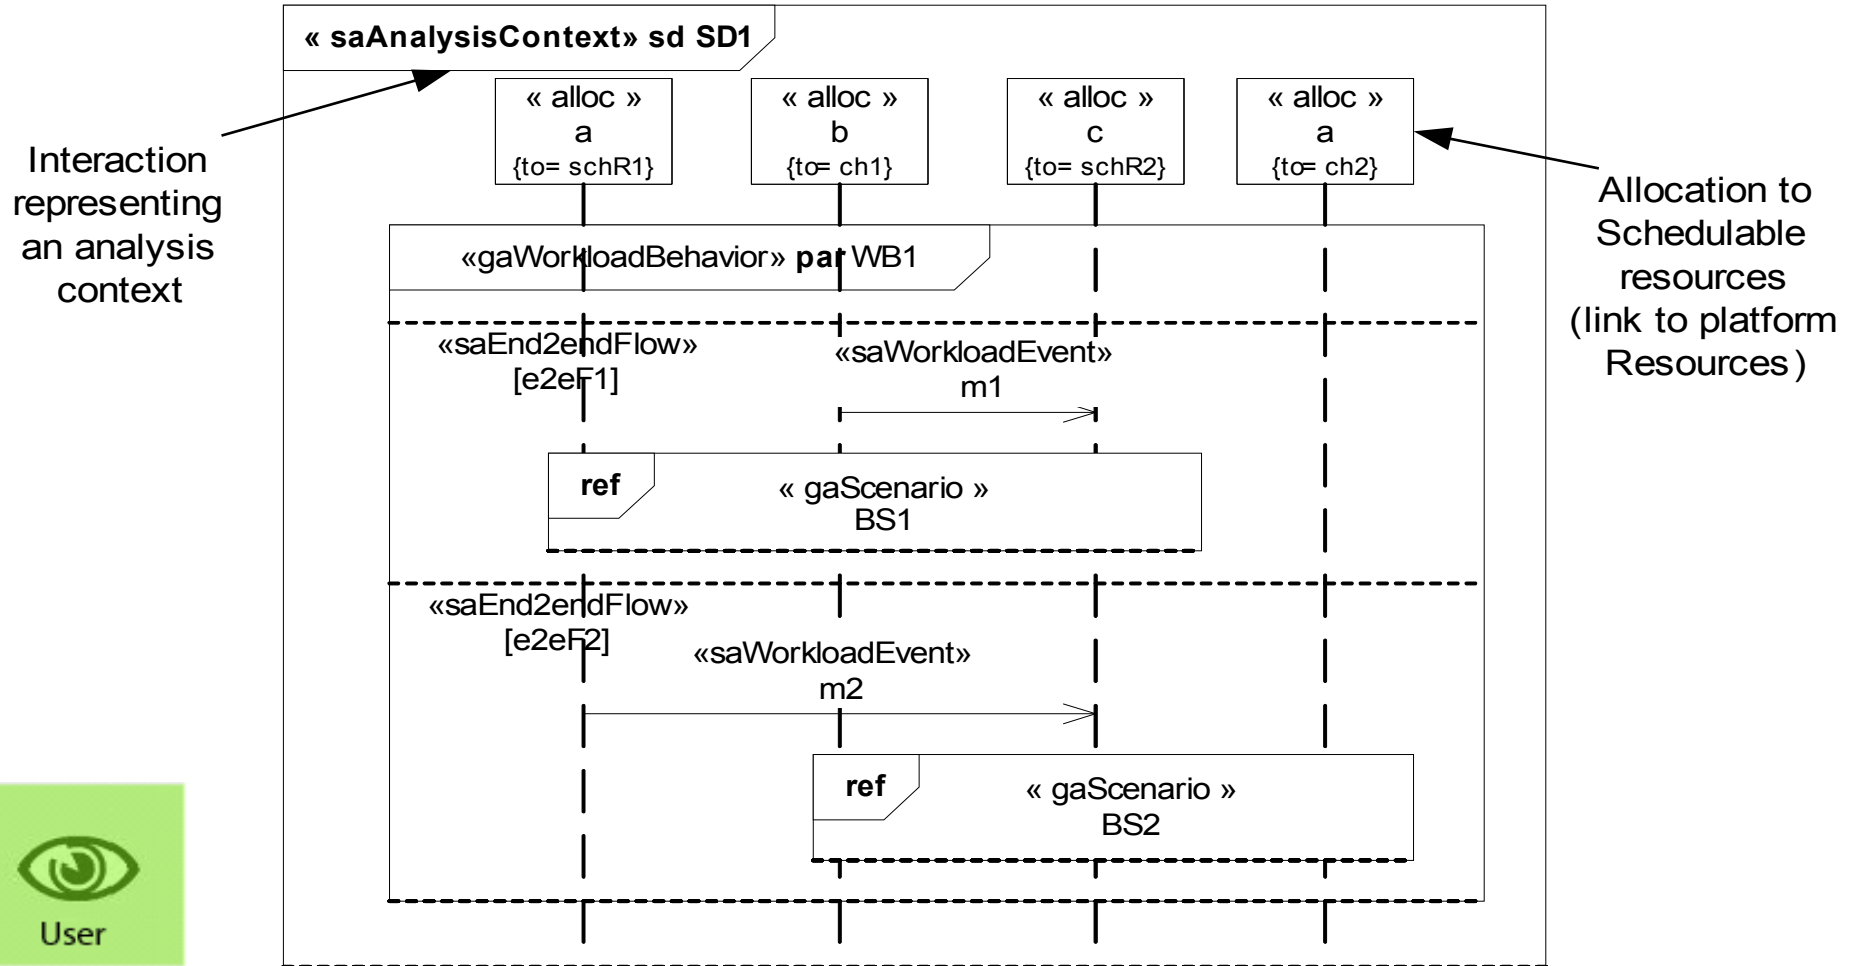 « saAnalysisContext» sd SD1
« alloc »
a
{to= schR1}
« alloc »
b
{to= ch1}
« alloc »
c
{to= schR2}
« alloc »
a
{to= ch2}
Interaction
representing
an analysis
context
Allocation to
Schedulable
resources
(link to platform
Resources)
«gaWorkloadBehavior» par WB1
«saEnd2endFlow»
[e2eF1]
«saWorkloadEvent»
m1
ref
« gaScenario »
BS1
«saEnd2endFlow»
[e2eF2]
«saWorkloadEvent»
m2
ref
« gaScenario »
BS2
User